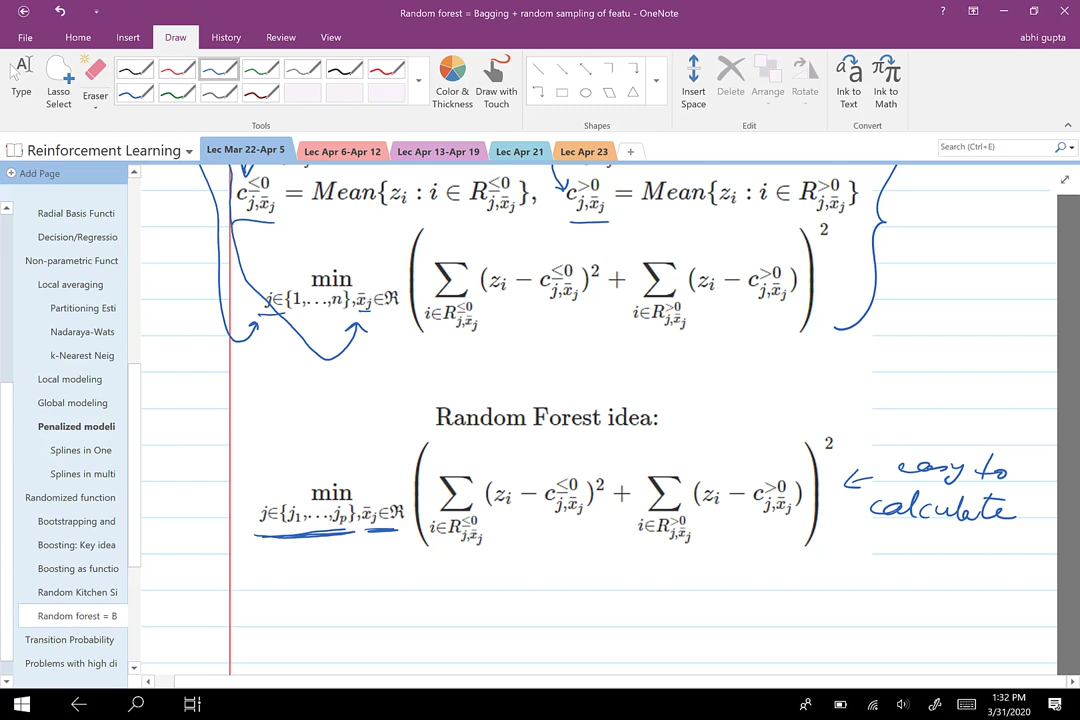 Random forest = Bagging + random sampling of featu - OneNote
?
File
Home
Insert
Draw
History
Review
View
abhi gupta
Type
Lasso Select
Eraser
Color & Thickness
Draw with Touch
Insert Space
Delete
Arrange
Rotate
Ink to Text
Ink to Math
Tools
Shapes
Edit
Convert
Reinforcement Learning
Lec Mar 22-Apr 5
Lec Apr 6-Apr 12
Lec Apr 13-Apr 19
Lec Apr 21
Lec Apr 23
+
Search (Ctrl+E)
Add Page
Radial Basis Functi
Decision/Regressio
Non-parametric Funct
Local averaging
Partitioning Esti
Nadaraya-Wats
k-Nearest Neig
Local modeling
Global modeling
Penalized modeli
Splines in One
Splines in multi
Randomized function
Bootstrapping and
Boosting: Key idea
Boosting as functio
Random Kitchen Si
Random forest = B
Transition Probability
Problems with high di
c^{≤0}_{j,x̄_j} = Mean{z_i : i ∈ R^{≤0}_{j,x̄_j}}, c^{>0}_{j,x̄_j} = Mean{z_i : i ∈ R^{>0}_{j,x̄_j}}
min_{j∈{1,…,n},x̄_j∈ℜ} ( ∑_{i∈R^{≤0}_{j,x̄_j}} (z_i − c^{≤0}_{j,x̄_j})² + ∑_{i∈R^{>0}_{j,x̄_j}} (z_i − c^{>0}_{j,x̄_j}) )²
Random Forest idea:
min_{j∈{j_1,…,j_p},x̄_j∈ℜ} ( ∑_{i∈R^{≤0}_{j,x̄_j}} (z_i − c^{≤0}_{j,x̄_j})² + ∑_{i∈R^{>0}_{j,x̄_j}} (z_i − c^{>0}_{j,x̄_j}) )²
easy to
calculate
1:32 PM
3/31/2020